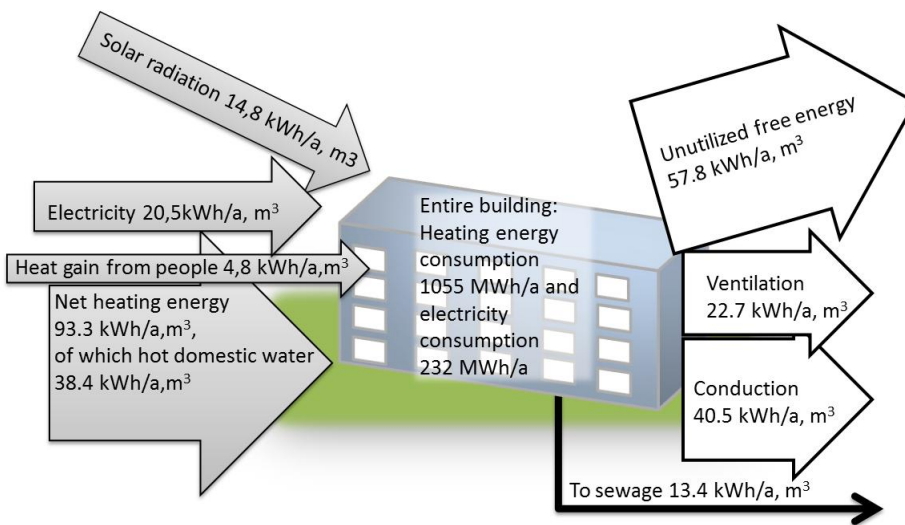 Solar radiation 14,8 kWh/a, m3
Electricity 20,5kWh/a, m³
Heat gain from people 4,8 kWh/a,m³
Net heating energy
93.3 kWh/a,m³,
of which hot domestic water
38.4 kWh/a,m³
Entire building:
Heating energy
consumption
1055 MWh/a and
electricity
consumption
232 MWh/a
Unutilized free energy
57.8 kWh/a, m³
Ventilation
22.7 kWh/a, m³
Conduction
40.5 kWh/a, m³
To sewage 13.4 kWh/a, m³